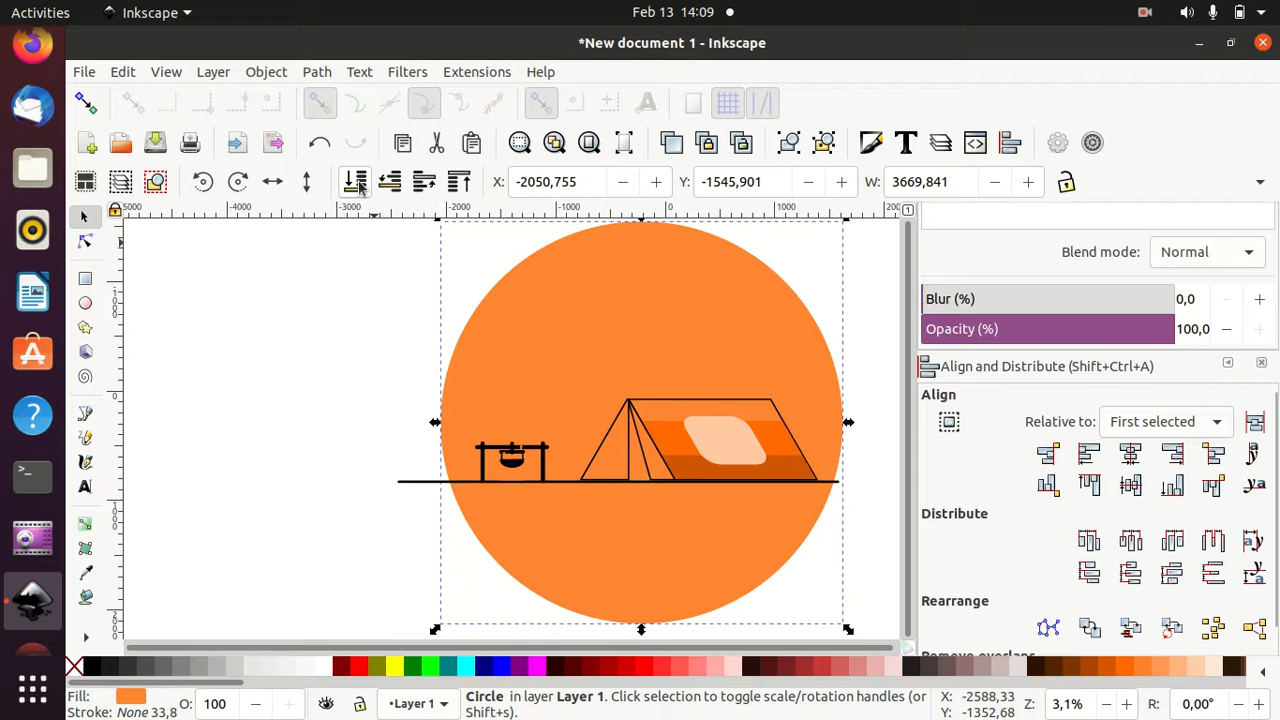 Activities Inkscape Feb 13 14:09
*New document 1 - Inkscape
File Edit View Layer Object Path Text Filters Extensions Help
X: -2050,755 Y: -1545,901 W: 3669,841
5000 -4000 -3000 -2000 -1000 0 1000 200 1
Blend mode: Normal
Blur (%) 0,0
Opacity (%) 100,0
Align and Distribute (Shift+Ctrl+A)
Align
Relative to: First selected
Distribute
Rearrange
Remove overlaps
Fill: O: 100 •Layer 1 Circle in layer Layer 1. Click selection to toggle scale/rotation handles (or Shift+s). X: -2588,33 Z: 3,1% R: 0,00°
Stroke: None 33,8 Y: -1352,68